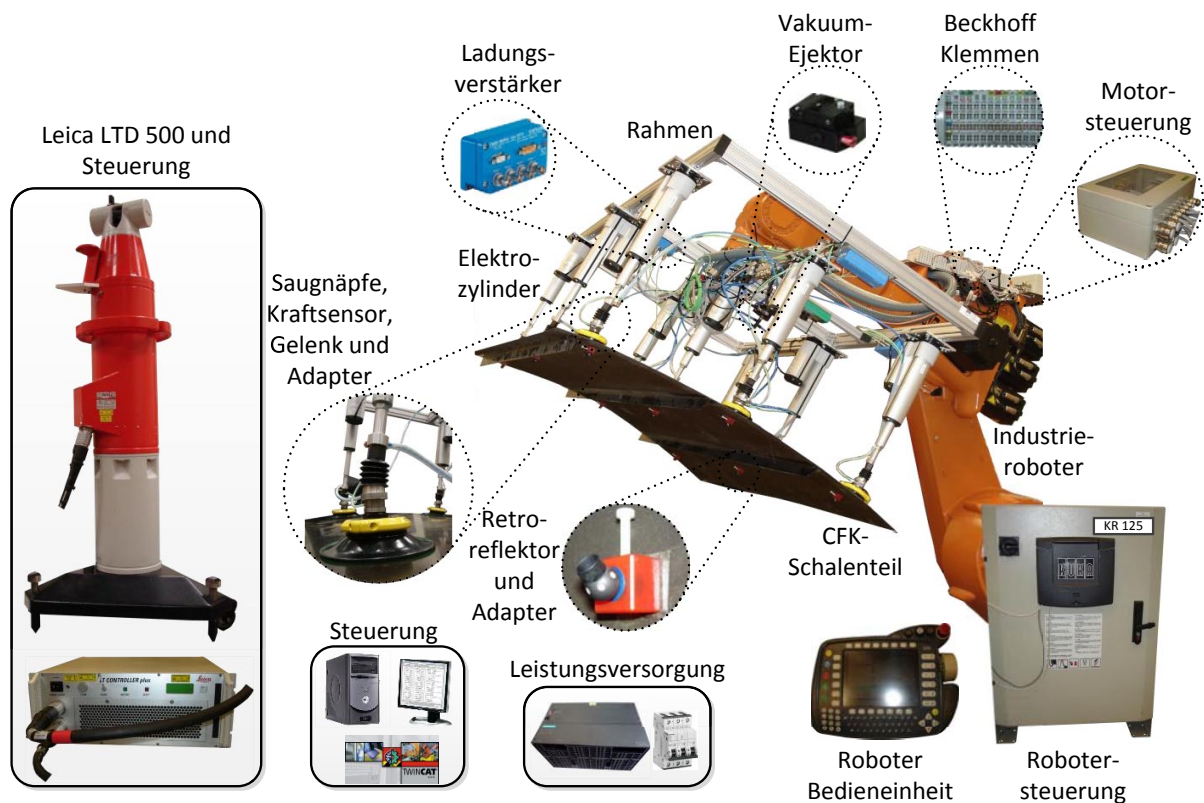 Leica LTD 500 und
Steuerung
Ladungs-
verstärker
Rahmen
Vakuum-
Ejektor
Beckhoff
Klemmen
Motor-
steuerung
Elektro-
zylinder
Saugnäpfe,
Kraftsensor,
Gelenk und
Adapter
Retro-
reflektor
und
Adapter
CFK-
Schalenteil
Industrie-
roboter
KR 125
KUKA
Steuerung
TWINCAT
Leistungsversorgung
LT CONTROLLER plus
Leica
Roboter
Bedieneinheit
Roboter-
steuerung